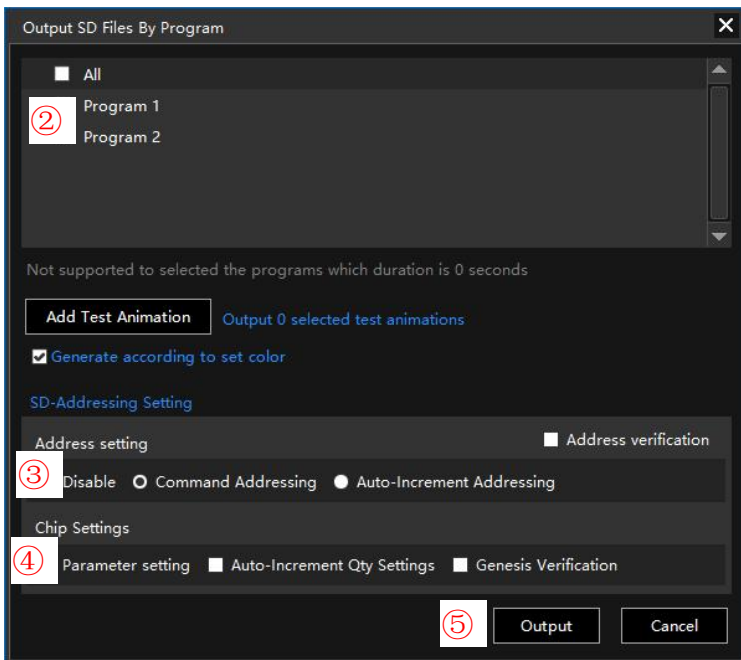 Output SD Files By Program
All
② Program 1
Program 2
Not supported to selected the programs which duration is 0 seconds
Add Test Animation Output 0 selected test animations
Generate according to set color
SD-Addressing Setting
Address setting Address verification
③ Disable Command Addressing Auto-Increment Addressing
Chip Settings
④ Parameter setting Auto-Increment Qty Settings Genesis Verification
⑤ Output Cancel